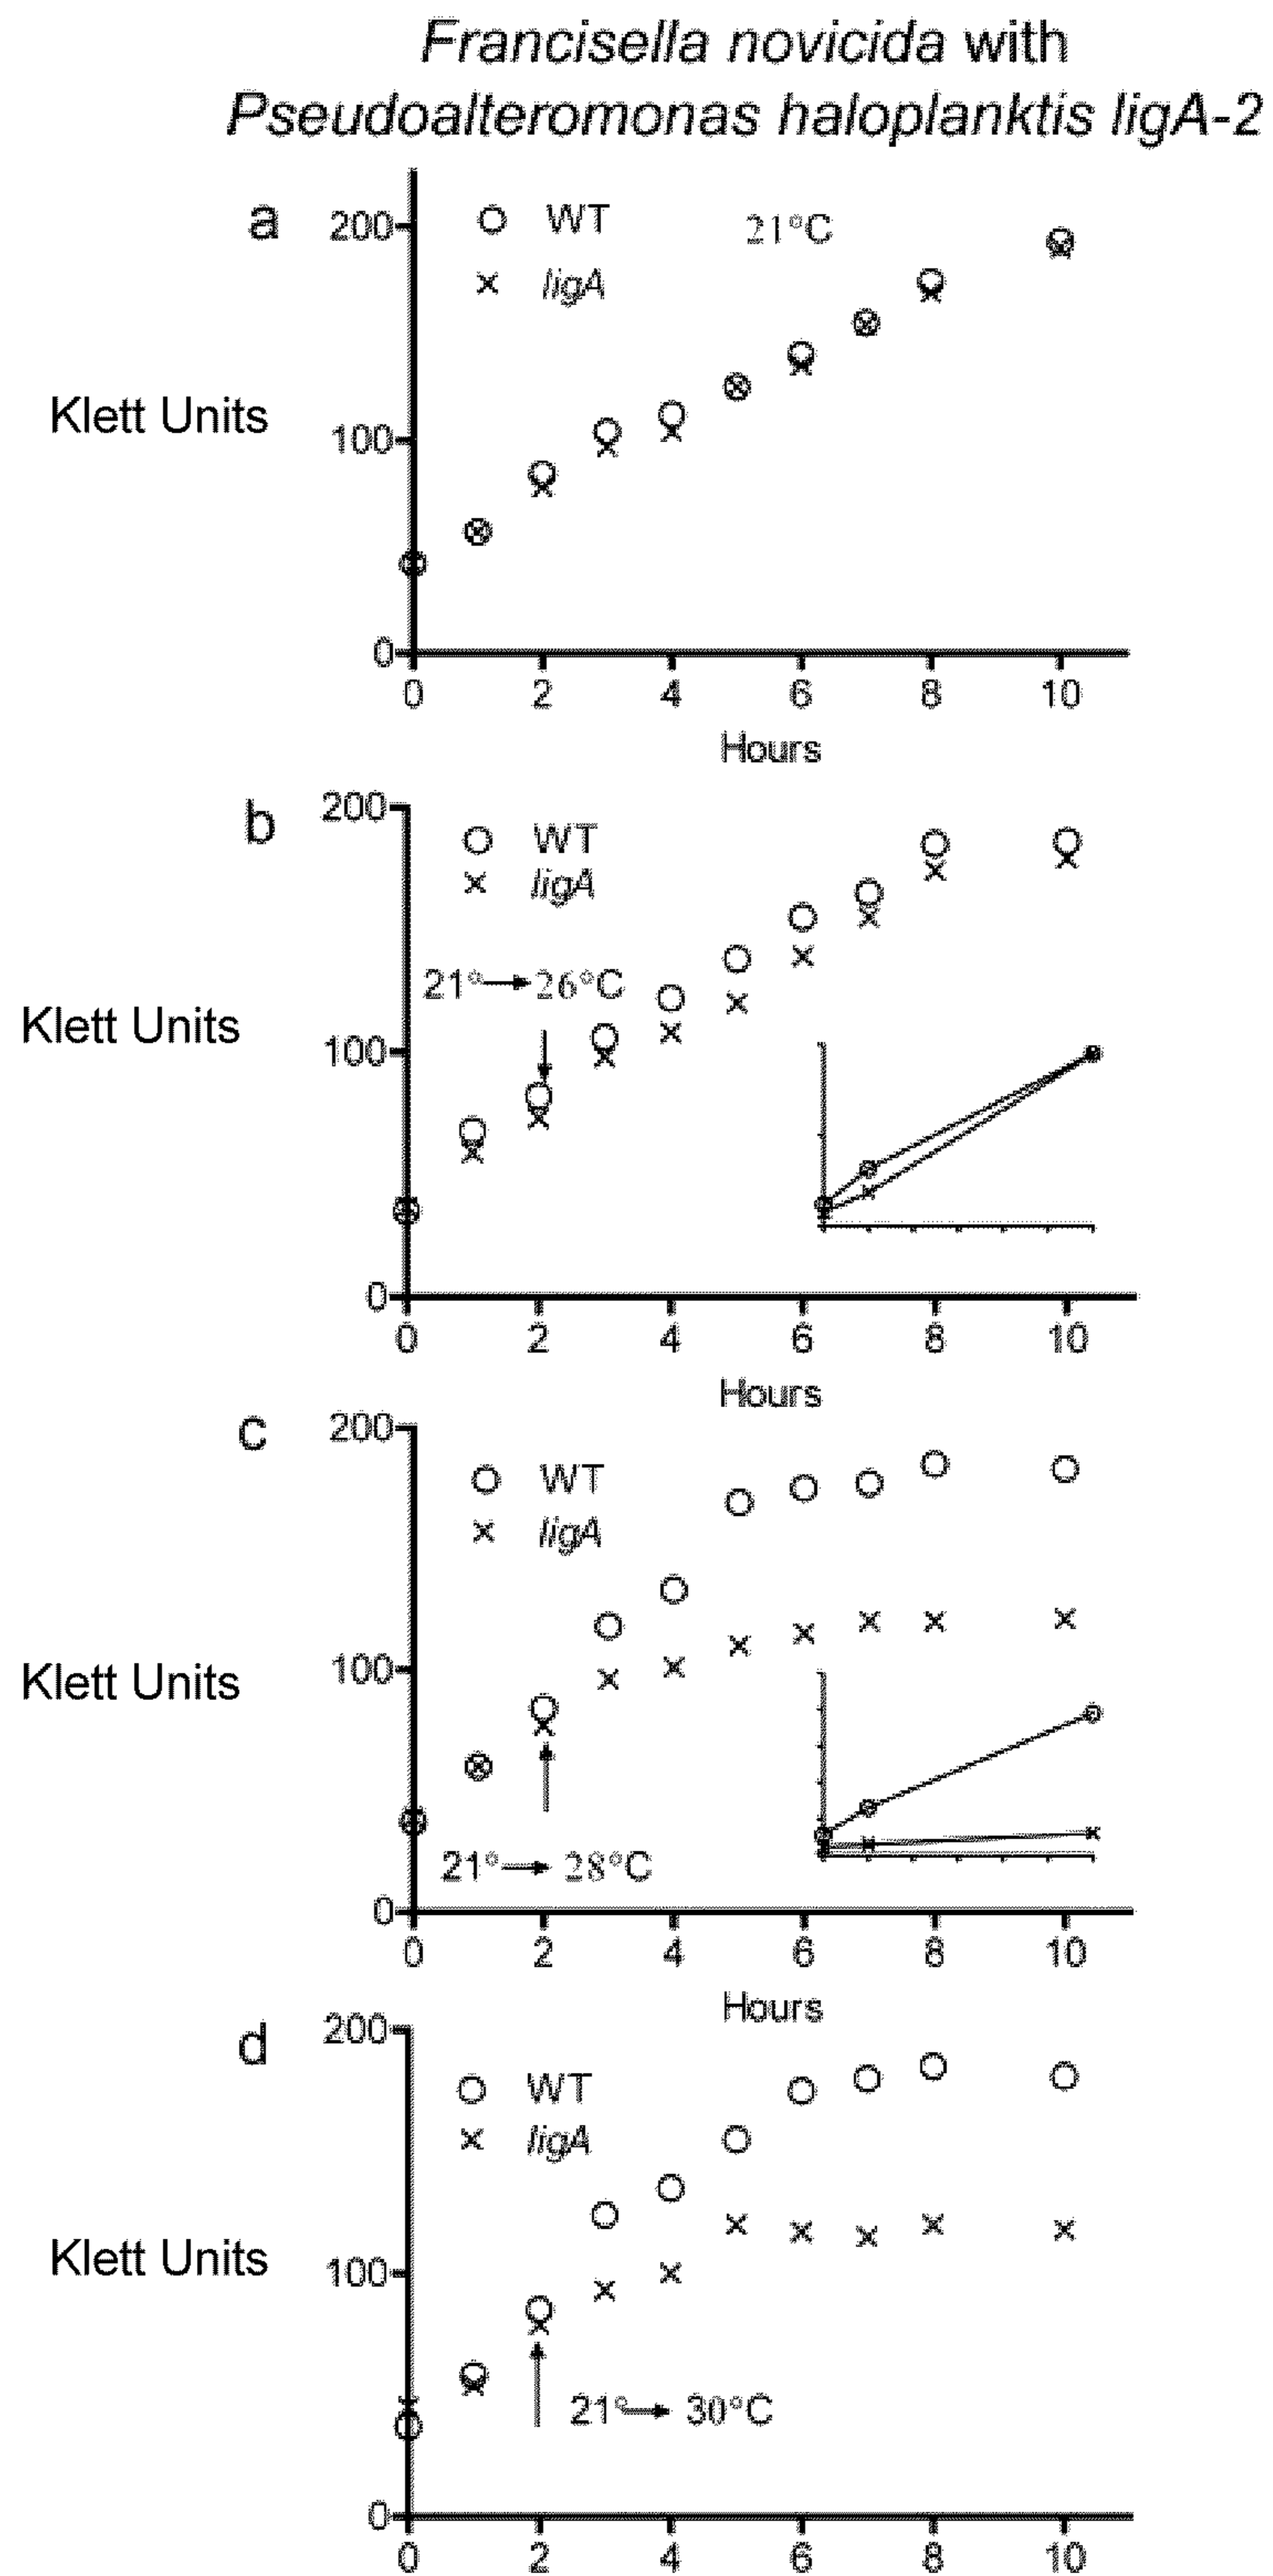 Francisella novicida with
Pseudoalteromonas haloplanktis ligA-2
a
200
WT
21°C
ligA
Klett Units
100
0
0 2 4 6 8 10
Hours
b
200
WT
ligA
21° → 26°C
Klett Units
100
0
0 2 4 6 8 10
Hours
c
200
WT
ligA
Klett Units
100
21° → 28°C
0
0 2 4 6 8 10
Hours
d
200
WT
ligA
Klett Units
100
21° → 30°C
0
0 2 4 6 8 10